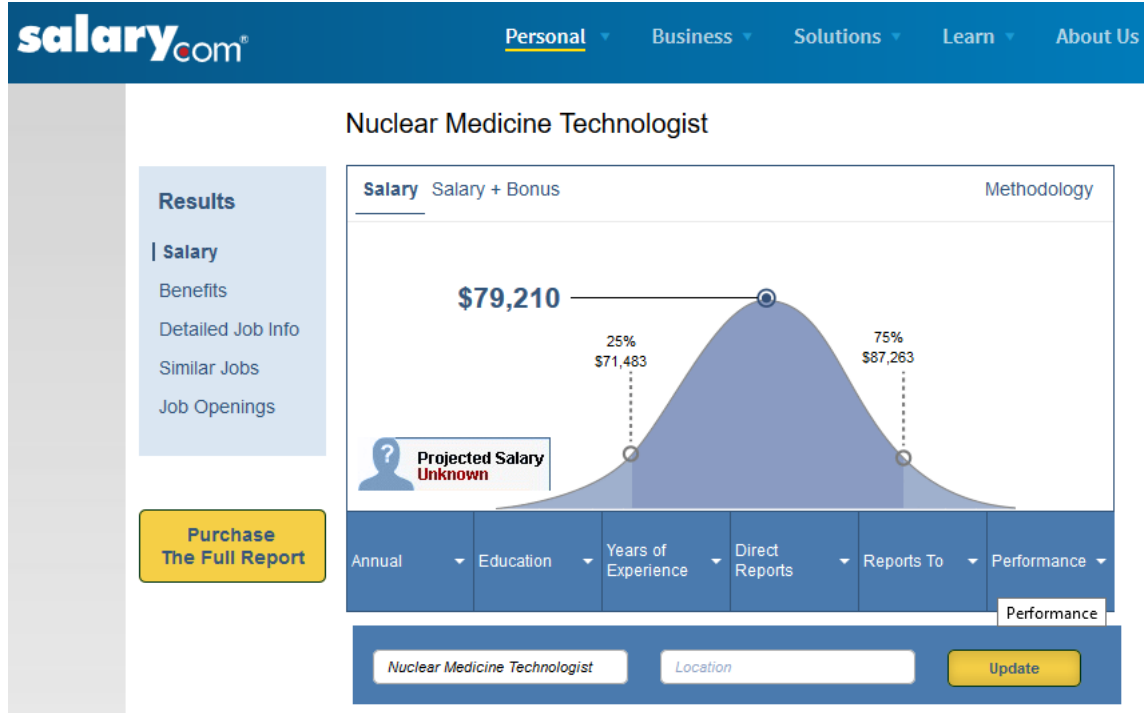 salary.com®
Personal Business Solutions Learn About Us
Nuclear Medicine Technologist
Results
Salary
Benefits
Detailed Job Info
Similar Jobs
Job Openings
Purchase
The Full Report
Salary Salary + Bonus Methodology
$79,210
25%
$71,483
75%
$87,263
?
Projected Salary
Unknown
Annual
Education
Years of
Experience
Direct
Reports
Reports To
Performance
Performance
Nuclear Medicine Technologist
Location
Update